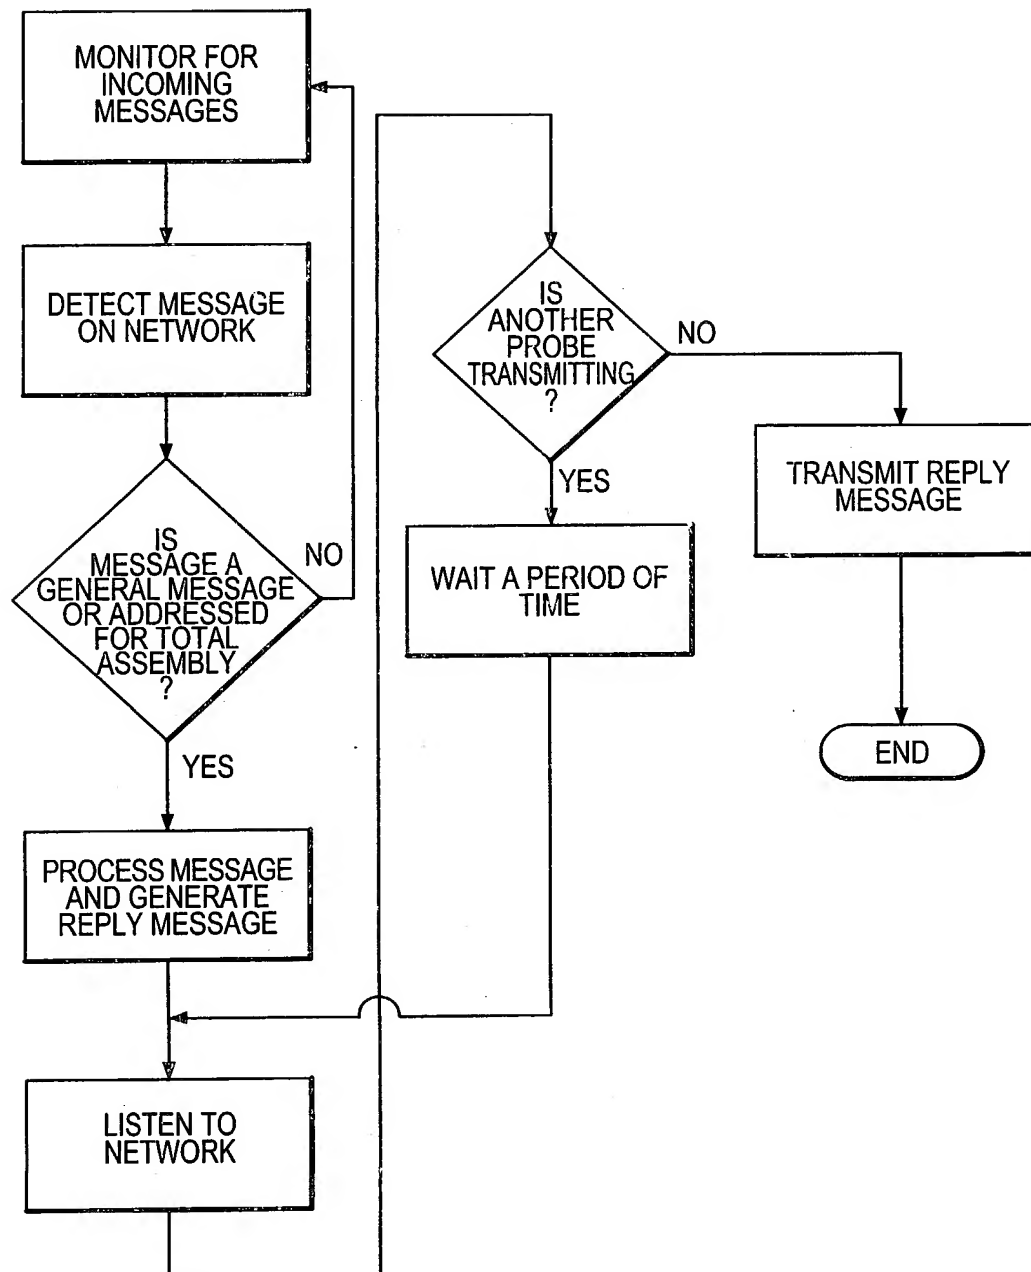 MONITOR FOR
INCOMING
MESSAGES
DETECT MESSAGE
ON NETWORK
IS
MESSAGE A
GENERAL MESSAGE
OR ADDRESSED
FOR TOTAL
ASSEMBLY
?
NO
YES
PROCESS MESSAGE
AND GENERATE
REPLY MESSAGE
LISTEN TO
NETWORK
IS
ANOTHER
PROBE
TRANSMITTING
?
NO
YES
WAIT A PERIOD OF
TIME
TRANSMIT REPLY
MESSAGE
END